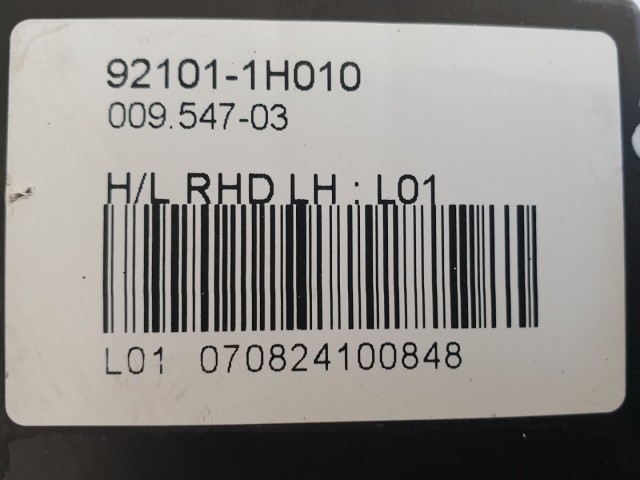 92101-1H010
009.547-03
H/L RHD LH : L01
L01 070824100848